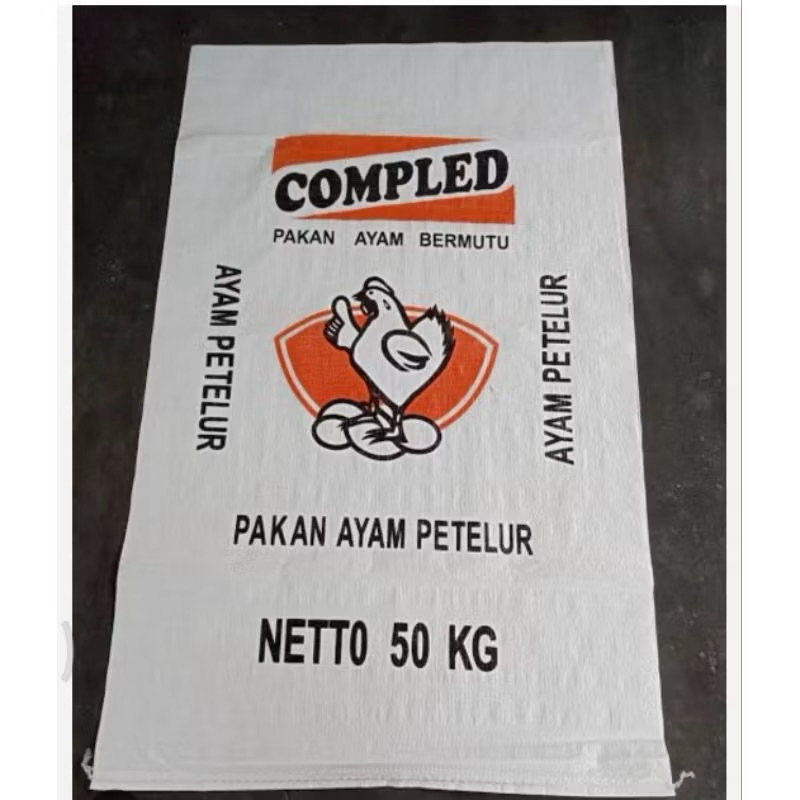 COMPLED
PAKAN AYAM BERMUTU
AYAM PETELUR
AYAM PETELUR
PAKAN AYAM PETELUR
NETTO 50 KG